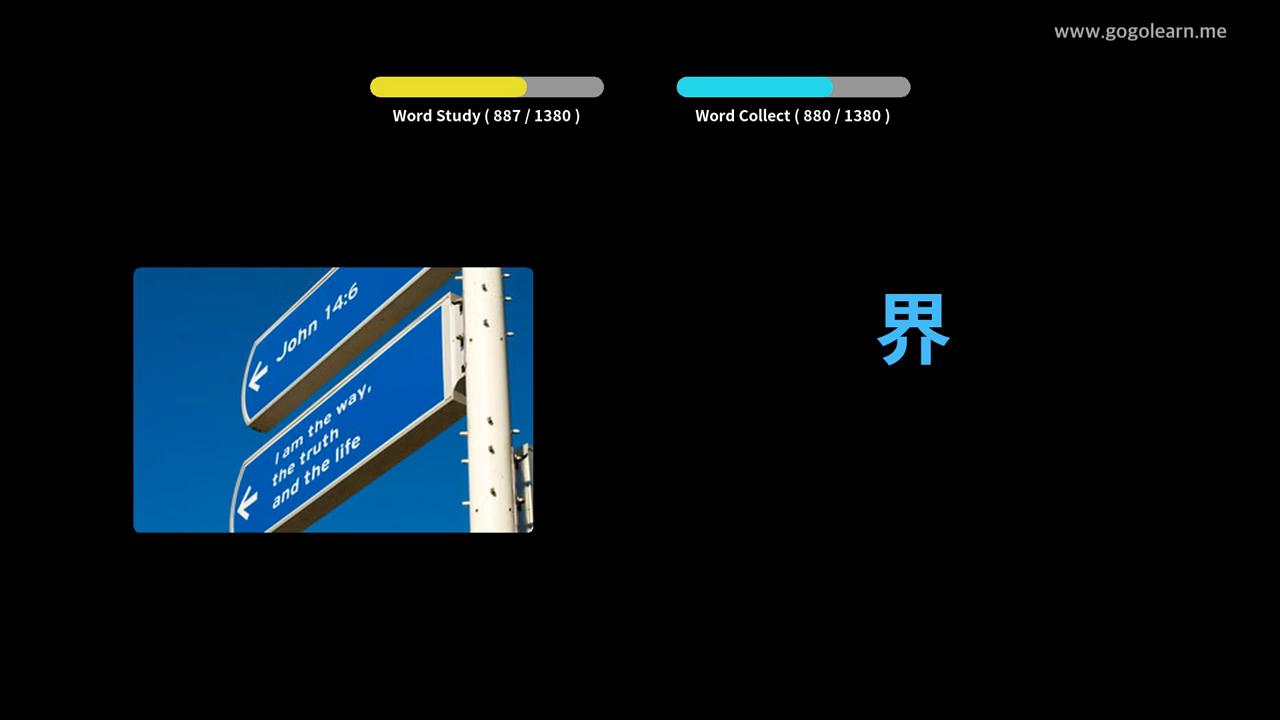 www.gogolearn.me
Word Study ( 887 / 1380 )
Word Collect ( 880 / 1380 )
John 14:6
I am the way,
the truth
and the life
界